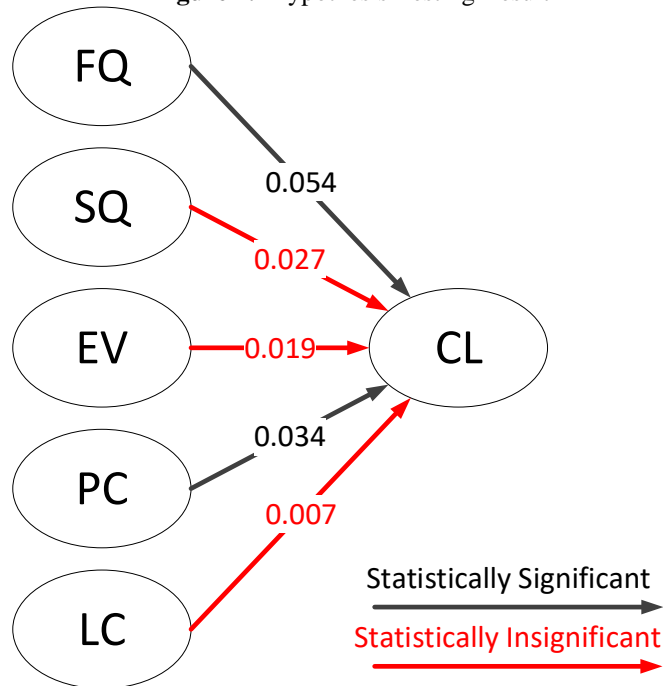 FQ
0.054
SQ
0.027
EV
0.019
CL
PC
0.034
LC
0.007
Statistically Significant
Statistically Insignificant